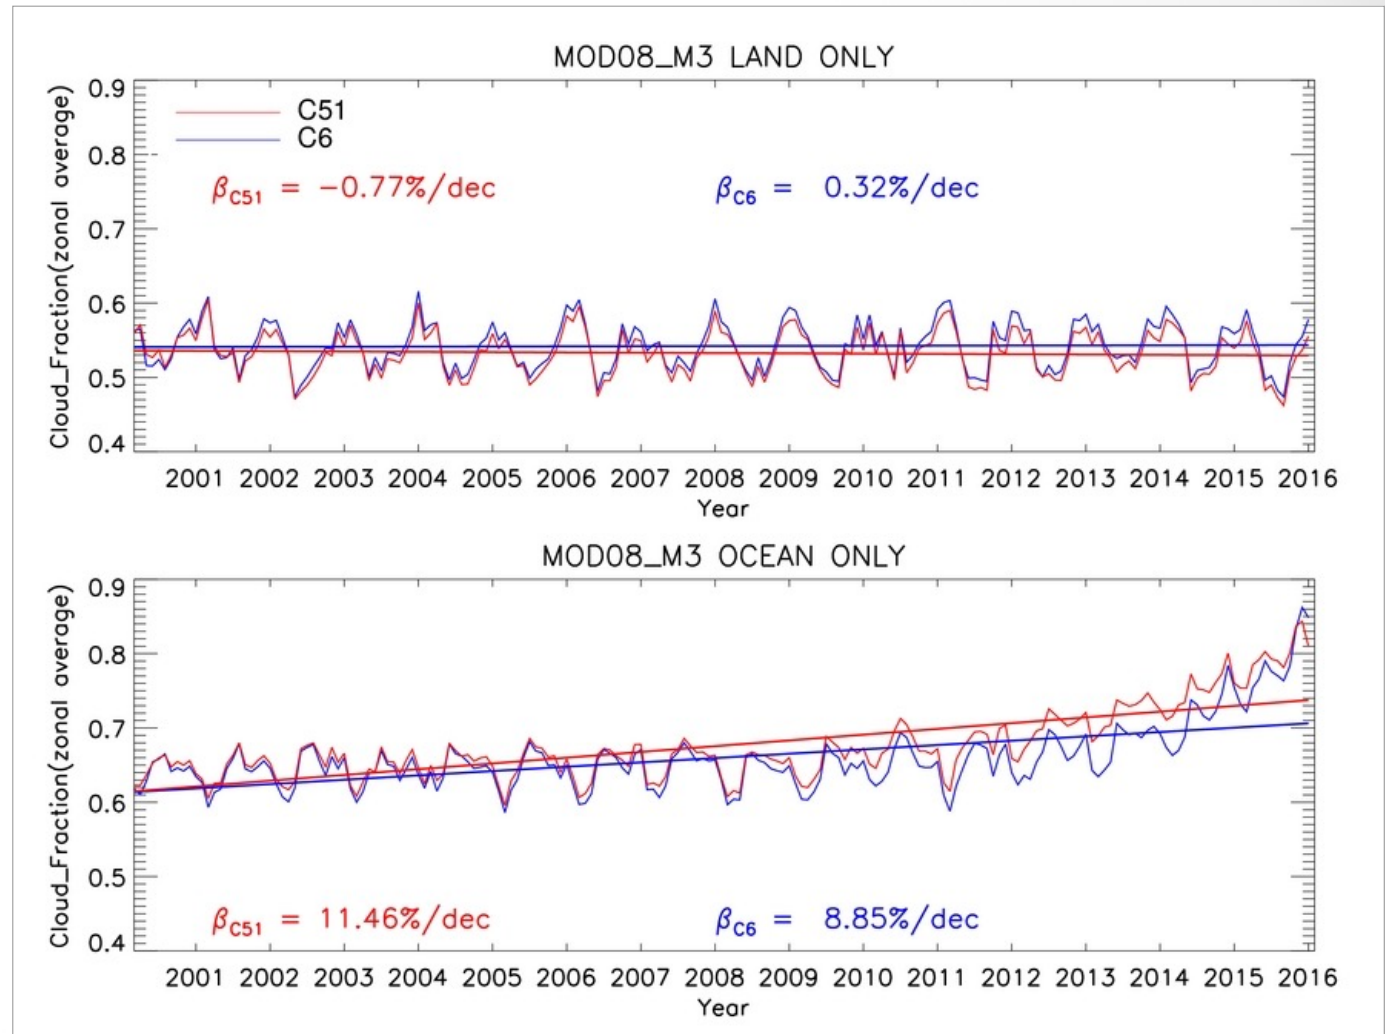 MOD08_M3 LAND ONLY
C51
C6
βC51 = −0.77%/dec
βC6 = 0.32%/dec
Cloud_Fraction(zonal average)
0.9
0.8
0.7
0.6
0.5
0.4
2001 2002 2003 2004 2005 2006 2007 2008 2009 2010 2011 2012 2013 2014 2015 2016
Year
MOD08_M3 OCEAN ONLY
Cloud_Fraction(zonal average)
0.9
0.8
0.7
0.6
0.5
0.4
βC51 = 11.46%/dec
βC6 = 8.85%/dec
2001 2002 2003 2004 2005 2006 2007 2008 2009 2010 2011 2012 2013 2014 2015 2016
Year